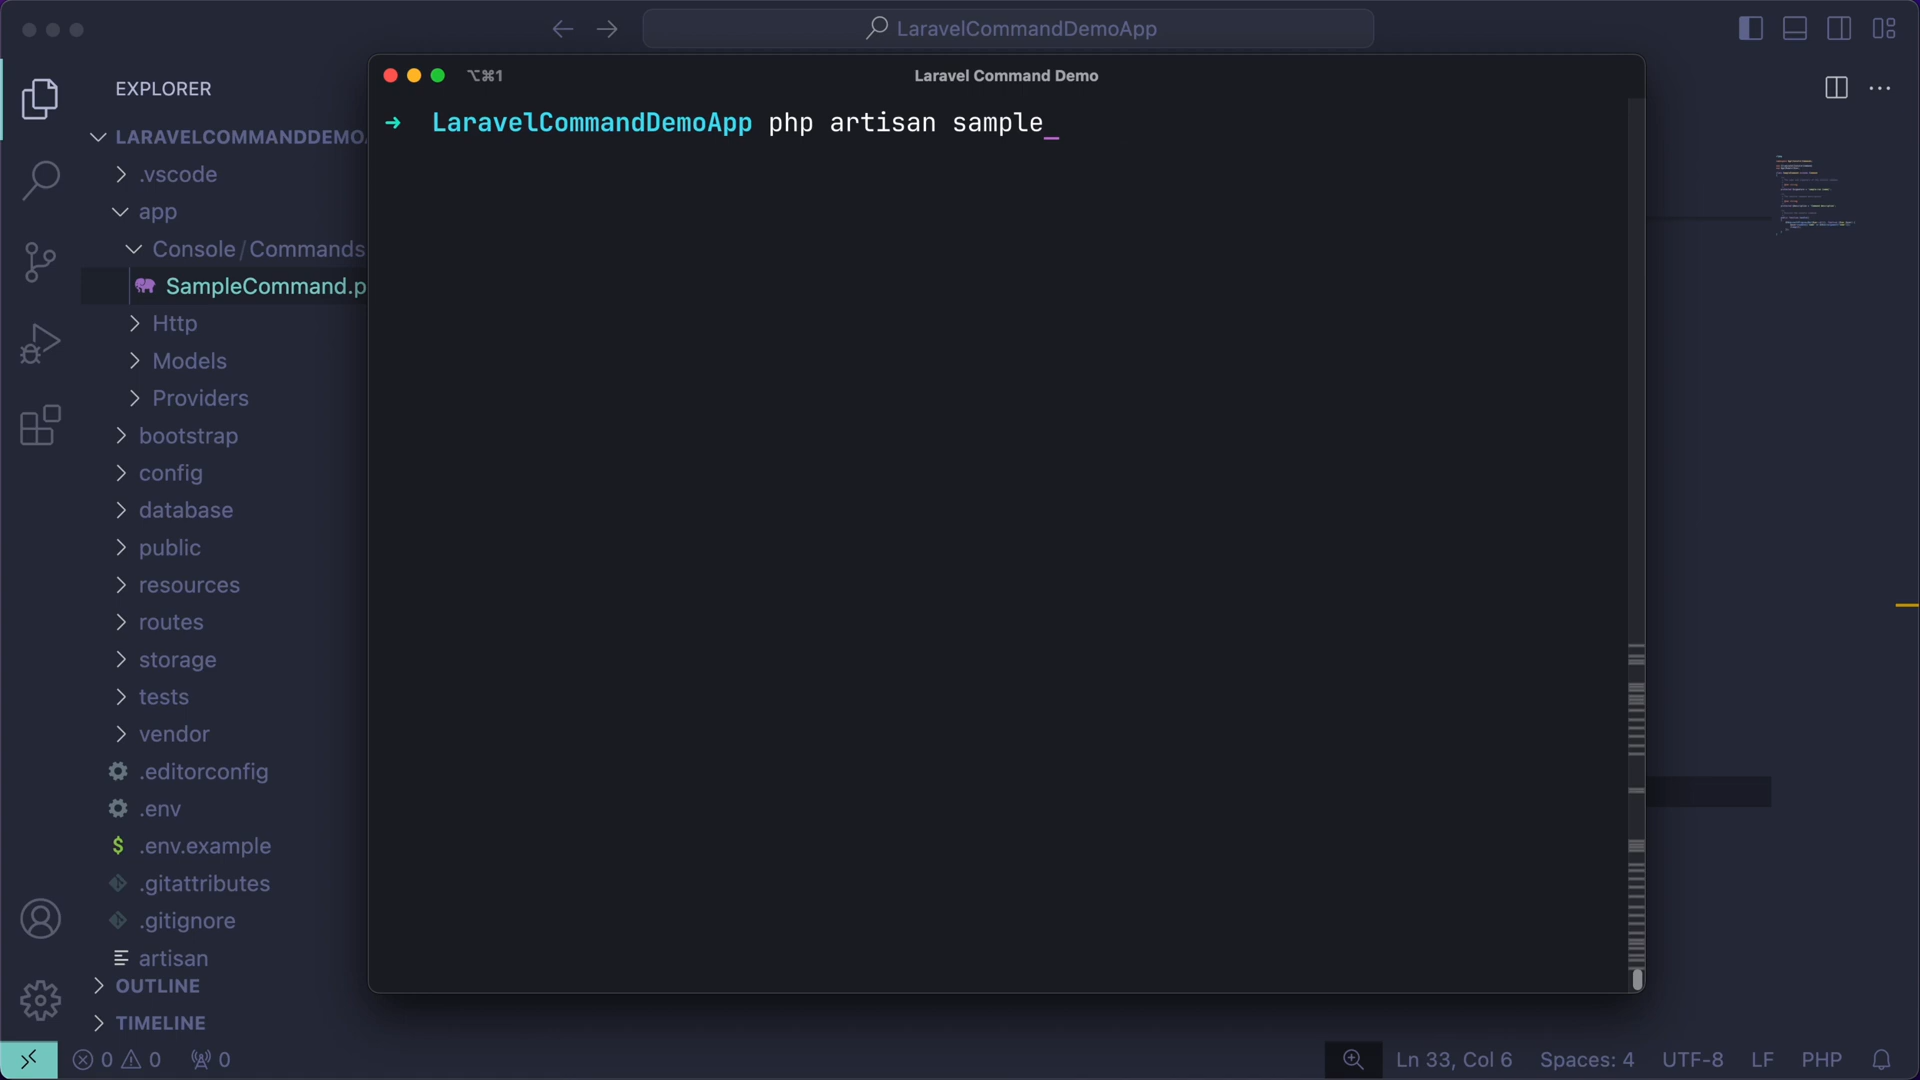 LaravelCommandDemoApp
EXPLORER
LARAVELCOMMANDDEMO
.vscode
app
Console/Commands
SampleCommand.p
Http
Models
Providers
bootstrap
config
database
public
resources
routes
storage
tests
vendor
.editorconfig
.env
.env.example
.gitattributes
.gitignore
artisan
OUTLINE
TIMELINE
⌥⌘1
Laravel Command Demo
➜ LaravelCommandDemoApp php artisan sample_
0 0 0
Ln 33, Col 6 Spaces: 4 UTF-8 LF PHP